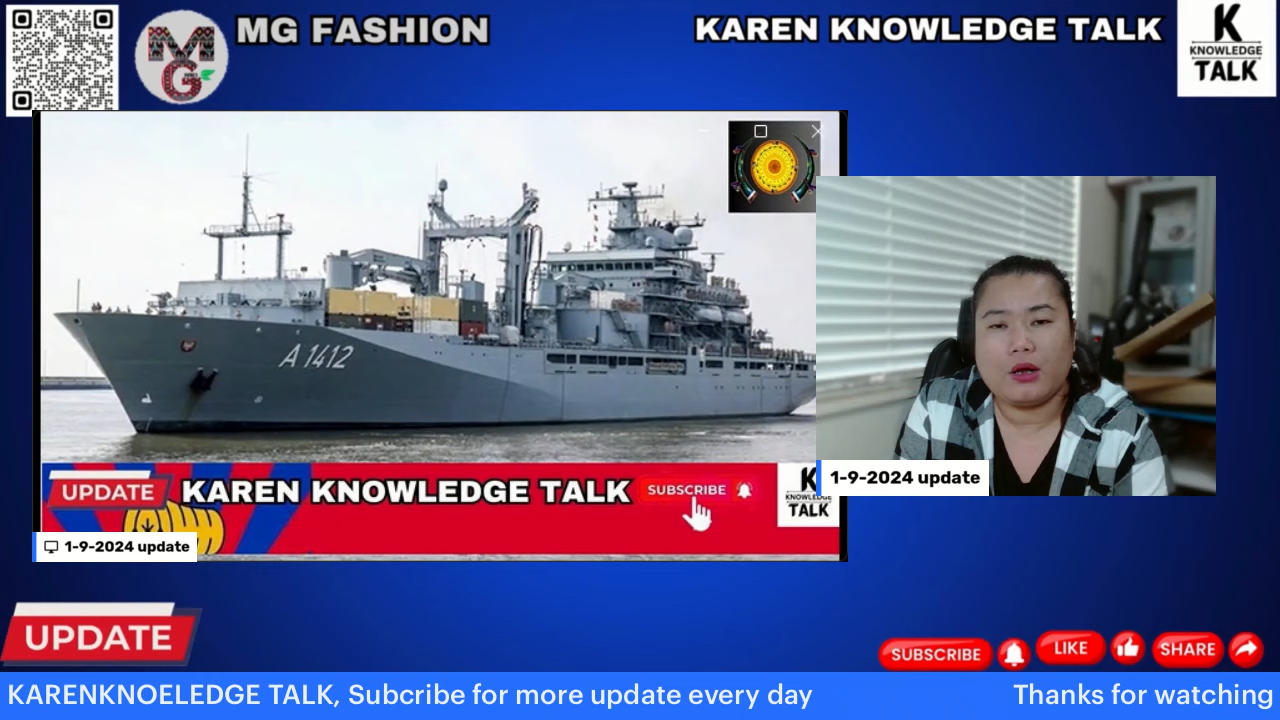 MG FASHION
KAREN KNOWLEDGE TALK
K
KNOWLEDGE
TALK
MG
A 1412
UPDATE
KAREN KNOWLEDGE TALK
SUBSCRIBE
K
KNOWLEDGE
TALK
1-9-2024 update
1-9-2024 update
UPDATE
SUBSCRIBE
LIKE
SHARE
KARENKNOELEDGE TALK, Subcribe for more update every day
Thanks for watching